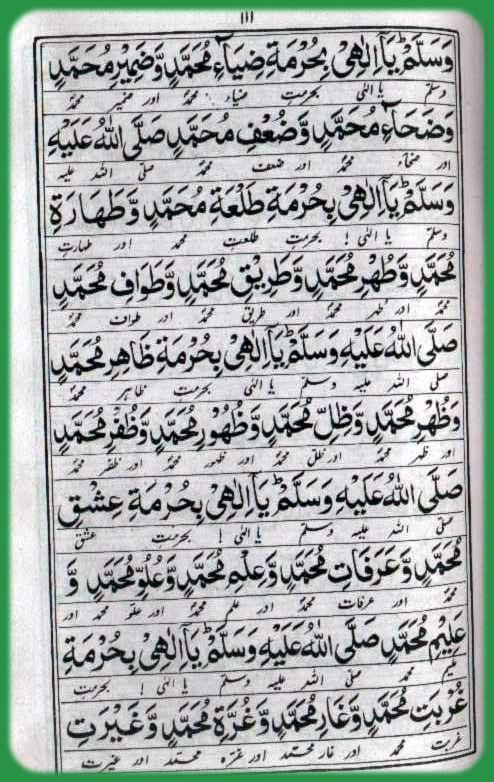 ۱۱۱
وَسَلَّمَ يَآ اِلٰهِىْ بِحُرْمَةِ ضِيَآءِ مُحَمَّدٍ وَّضَمِيْرِ مُحَمَّدٍ
وسلم یا الٰہی بحرمت ضیاء محمدؐ اور ضمیر محمدؐ
وَضَحَآءِ مُحَمَّدٍ وَّضُعْفِ مُحَمَّدٍ صَلَّى اللهُ عَلَيْهِ
اور ضحاء محمدؐ اور ضعف محمدؐ صلی اللہ علیہ
وَسَلَّمَ يَآ اِلٰهِىْ بِحُرْمَةِ طَلْعَةِ مُحَمَّدٍ وَّطَهَارَةِ
وسلم یا الٰہی ! بحرمت طلعت محمد اور طہارت
مُحَمَّدٍ وَّطُهْرِ مُحَمَّدٍ وَّطَرِيْقِ مُحَمَّدٍ وَّطَوَافِ مُحَمَّدٍ
محمدؐ اور طہر محمدؐ اور طریق محمدؐ اور طواف محمدؐ
صَلَّى اللهُ عَلَيْهِ وَسَلَّمَ يَآ اِلٰهِىْ بِحُرْمَةِ ظَاهِرِ مُحَمَّدٍ
صلی اللہ علیہ وسلم یا الٰہی بحرمت ظاہر محمدؐ
وَّظُهْرِ مُحَمَّدٍ وَّظِلِّ مُحَمَّدٍ وَّظُهُوْرِ مُحَمَّدٍ وَّظَفْرِ مُحَمَّدٍ
اور ظہر محمدؐ اور ظل محمدؐ اور ظہور محمدؐ اور ظفر محمدؐ
صَلَّى اللهُ عَلَيْهِ وَسَلَّمَ يَآ اِلٰهِىْ بِحُرْمَةِ عِشْقِ
صلی اللہ علیہ وسلم یا الٰہی ! بحرمت عشق
مُحَمَّدٍ وَّعَرَفَاتِ مُحَمَّدٍ وَّعِلْمِ مُحَمَّدٍ وَّعُلُوِّ مُحَمَّدٍ وَّ
محمدؐ اور عرفات محمدؐ اور علم محمدؐ اور علو محمد اور
عَلِيْمِ مُحَمَّدٍ صَلَّى اللهُ عَلَيْهِ وَسَلَّمَ يَآ اِلٰهِىْ بِحُرْمَةِ
علیم محمد صلی اللہ علیہ وسلم یا الٰہی ! بحرمت
غُرْبَتِ مُحَمَّدٍ وَّغَارِ مُحَمَّدٍ وَّغُرَّةِ مُحَمَّدٍ وَّغَيْرَتِ
غربت محمد اور غار محمد اور غرّہ محمد اور غیرت